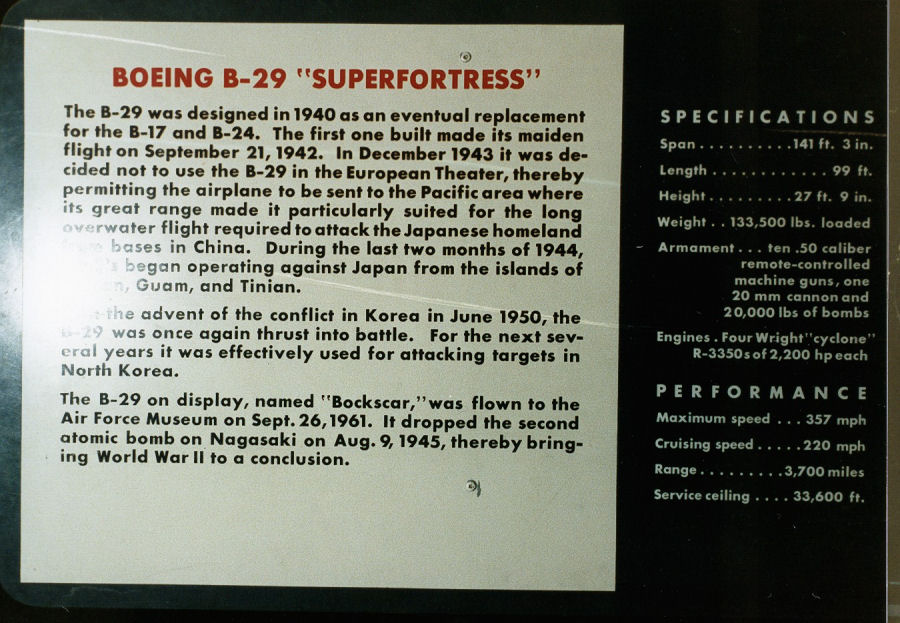 BOEING B-29 "SUPERFORTRESS"
The B-29 was designed in 1940 as an eventual replacement
for the B-17 and B-24. The first one built made its maiden
flight on September 21, 1942. In December 1943 it was de-
cided not to use the B-29 in the European Theater, thereby
permitting the airplane to be sent to the Pacific area where
its great range made it particularly suited for the long
overwater flight required to attack the Japanese homeland
bases in China. During the last two months of 1944,
began operating against Japan from the islands of
Guam, and Tinian.
the advent of the conflict in Korea in June 1950, the
B-29 was once again thrust into battle. For the next sev-
eral years it was effectively used for attacking targets in
North Korea.
The B-29 on display, named "Bockscar," was flown to the
Air Force Museum on Sept. 26, 1961. It dropped the second
atomic bomb on Nagasaki on Aug. 9, 1945, thereby bring-
ing World War II to a conclusion.
SPECIFICATIONS
Span . . . . . . . . . . 141 ft. 3 in.
Length . . . . . . . . . . . . 99 ft.
Height . . . . . . . . . 27 ft. 9 in.
Weight . . 133,500 lbs. loaded
Armament . . . ten .50 caliber
remote-controlled
machine guns, one
20 mm cannon and
20,000 lbs of bombs
Engines . Four Wright "cyclone"
R-3350s of 2,200 hp each
PERFORMANCE
Maximum speed . . . 357 mph
Cruising speed . . . . . 220 mph
Range . . . . . . . . . 3,700 miles
Service ceiling . . . . 33,600 ft.